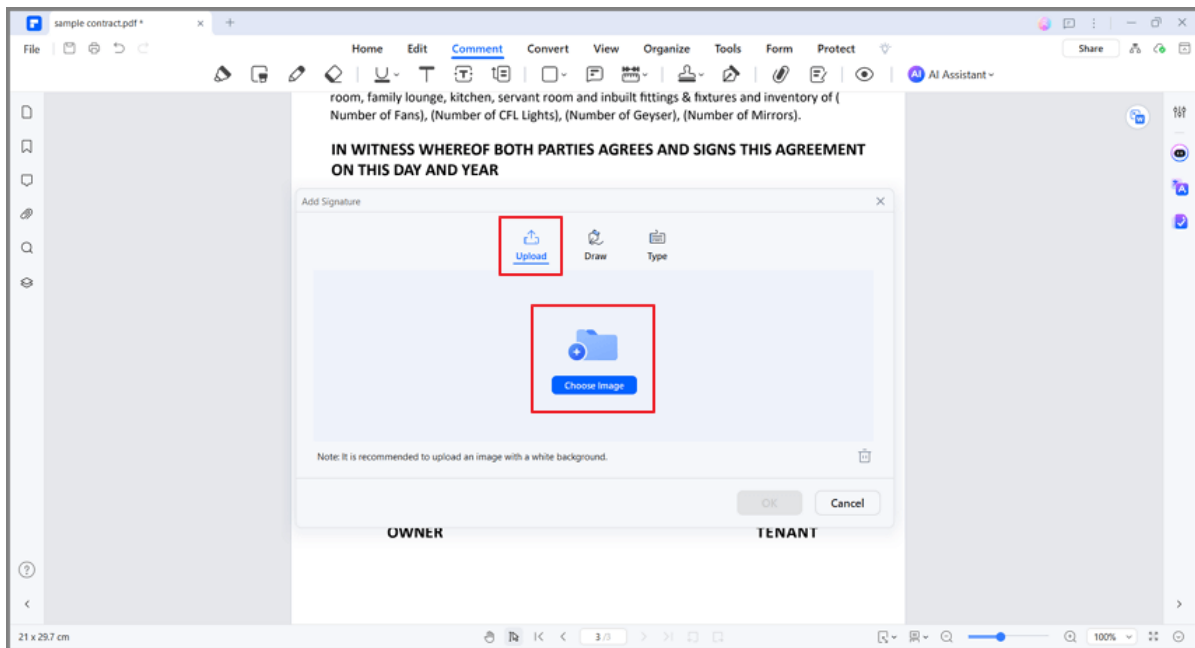 sample contract.pdf *
File
Home Edit Comment Convert View Organize Tools Form Protect
Share
AI Assistant
room, family lounge, kitchen, servant room and inbuilt fittings & fixtures and inventory of (
Number of Fans), (Number of CFL Lights), (Number of Geyser), (Number of Mirrors).
IN WITNESS WHEREOF BOTH PARTIES AGREES AND SIGNS THIS AGREEMENT
ON THIS DAY AND YEAR
Add Signature
Upload Draw Type
Choose Image
Note: It is recommended to upload an image with a white background.
OK Cancel
OWNER TENANT
21 x 29.7 cm 3/3 100%